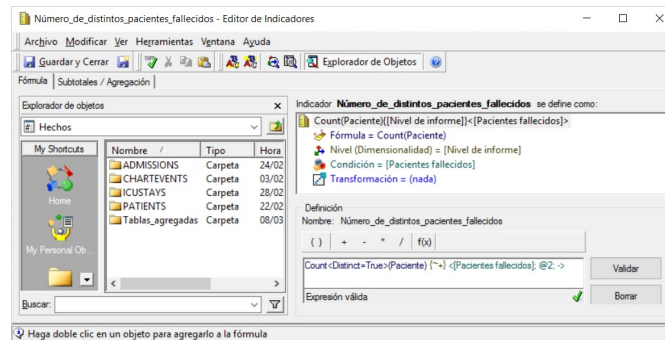 Número_de_distintos_pacientes_fallecidos - Editor de Indicadores
Archivo Modificar Ver Herramientas Ventana Ayuda
Guardar y Cerrar Explorador de Objetos
Fórmula Subtotales / Agregación
Explorador de objetos
Hechos
My Shortcuts
Home
My Personal Ob...
Nombre / Tipo Hora
ADMISSIONS Carpeta 24/02
CHARTEVENTS Carpeta 03/02
ICUSTAYS Carpeta 28/02
PATIENTS Carpeta 22/02
Tablas_agregadas Carpeta 08/03
Buscar:
Indicador Número_de_distintos_pacientes_fallecidos se define como:
Count(Paciente){[Nivel de informe]}<[Pacientes fallecidos]>
Fórmula = Count(Paciente)
Nivel (Dimensionalidad) = [Nivel de informe]
Condición = [Pacientes fallecidos]
Transformación = (nada)
Definición
Nombre: Número_de_distintos_pacientes_fallecidos
( ) + - * / f(x)
Count<Distinct=True>(Paciente) {~+} <[Pacientes fallecidos]; @2; ->
Validar
Expresión válida
Borrar
Haga doble clic en un objeto para agregarlo a la fórmula